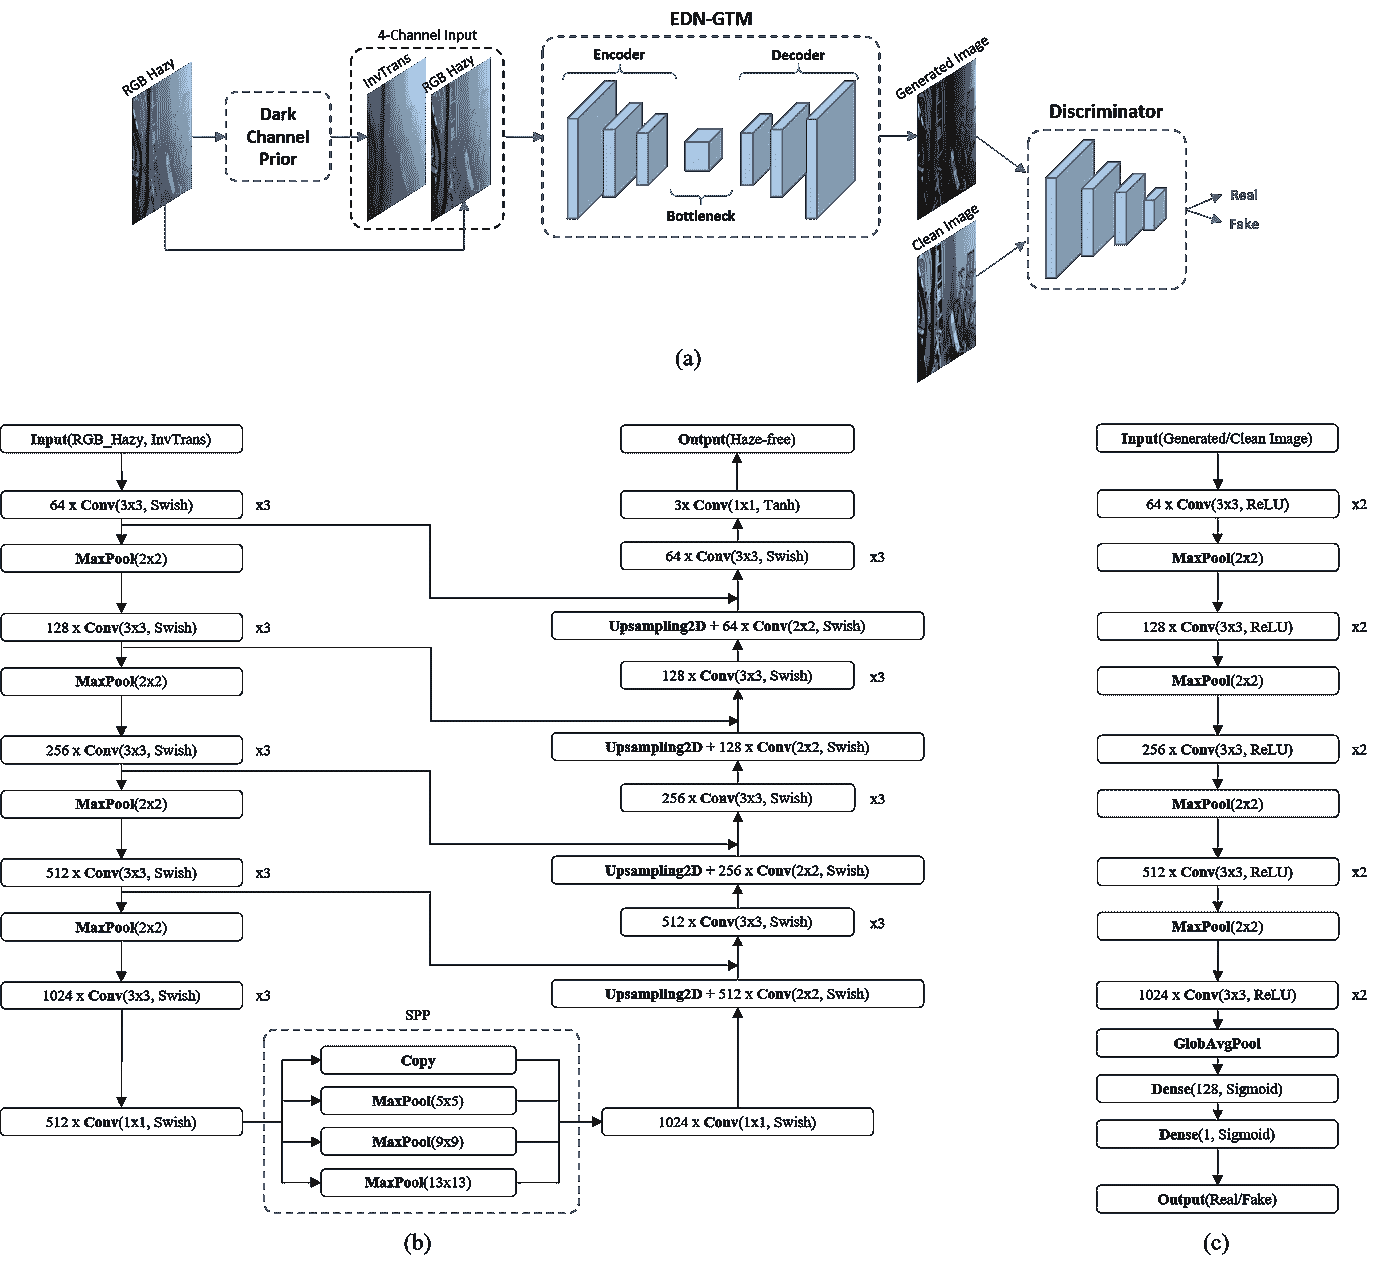 EDN-GTM
4-Channel Input
RGB Hazy
InvTrans
RGB Hazy
Dark
Channel
Prior
Encoder
Decoder
Bottleneck
Generated Image
Clean Image
Discriminator
Real
Fake
(a)
Input(RGB_Hazy, InvTrans)
64 x Conv(3x3, Swish) x3
MaxPool(2x2)
128 x Conv(3x3, Swish) x3
MaxPool(2x2)
256 x Conv(3x3, Swish) x3
MaxPool(2x2)
512 x Conv(3x3, Swish) x3
MaxPool(2x2)
1024 x Conv(3x3, Swish) x3
512 x Conv(1x1, Swish)
SPP
Copy
MaxPool(5x5)
MaxPool(9x9)
MaxPool(13x13)
Output(Haze-free)
3x Conv(1x1, Tanh)
64 x Conv(3x3, Swish) x3
Upsampling2D + 64 x Conv(2x2, Swish)
128 x Conv(3x3, Swish) x3
Upsampling2D + 128 x Conv(2x2, Swish)
256 x Conv(3x3, Swish) x3
Upsampling2D + 256 x Conv(2x2, Swish)
512 x Conv(3x3, Swish) x3
Upsampling2D + 512 x Conv(2x2, Swish)
1024 x Conv(1x1, Swish)
(b)
Input(Generated/Clean Image)
64 x Conv(3x3, ReLU) x2
MaxPool(2x2)
128 x Conv(3x3, ReLU) x2
MaxPool(2x2)
256 x Conv(3x3, ReLU) x2
MaxPool(2x2)
512 x Conv(3x3, ReLU) x2
MaxPool(2x2)
1024 x Conv(3x3, ReLU) x2
GlobAvgPool
Dense(128, Sigmoid)
Dense(1, Sigmoid)
Output(Real/Fake)
(c)